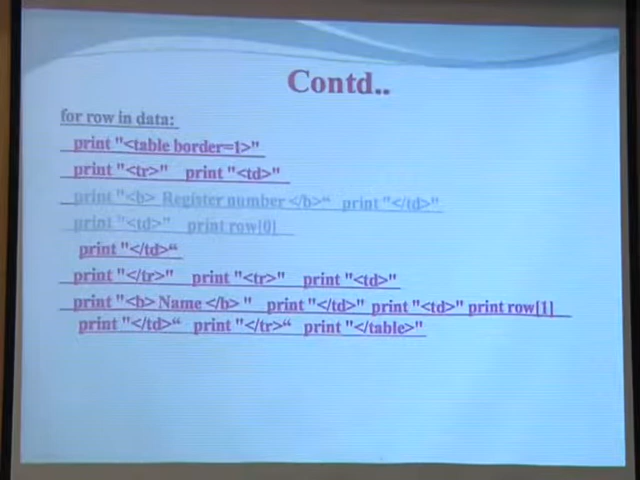 Contd..
for row in data:
print "<table border=1>"
print "<tr>" print "<td>"
print "<b> Register number </b>“ print "</td>"
print "<td>" print row[0]
print "</td>“
print "</tr>" print "<tr>" print "<td>"
print "<b> Name </b> " print "</td>" print "<td>" print row[1]
print "</td>“ print "</tr>“ print "</table>"